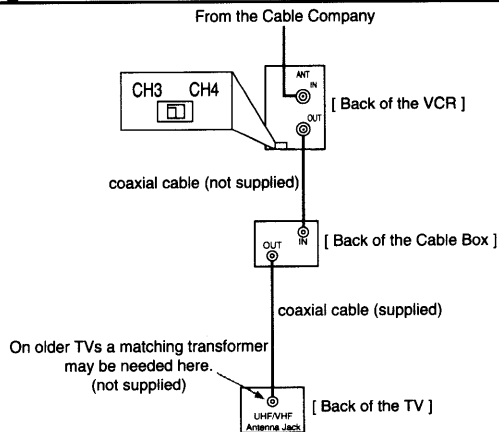 From the Cable Company
ANT
IN
CH3 CH4
[ Back of the VCR ]
OUT
coaxial cable (not supplied)
IN
OUT
[ Back of the Cable Box ]
coaxial cable (supplied)
On older TVs a matching transformer
may be needed here.
(not supplied)
[ Back of the TV ]
UHF/VHF
Antenna Jack